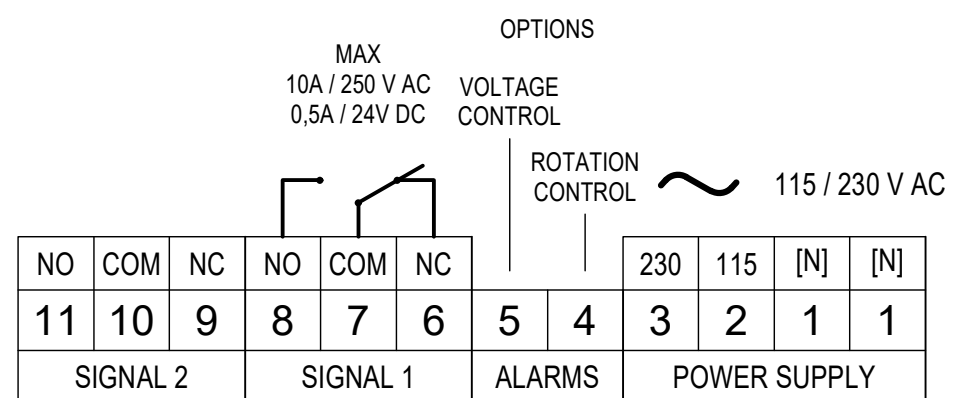 OPTIONS
MAX
10A / 250 V AC
0,5A / 24V DC
VOLTAGE
CONTROL
ROTATION
CONTROL
115 / 230 V AC
NO COM NC NO COM NC 230 115 [N] [N]
11 10 9 8 7 6 5 4 3 2 1 1
SIGNAL 2 SIGNAL 1 ALARMS POWER SUPPLY